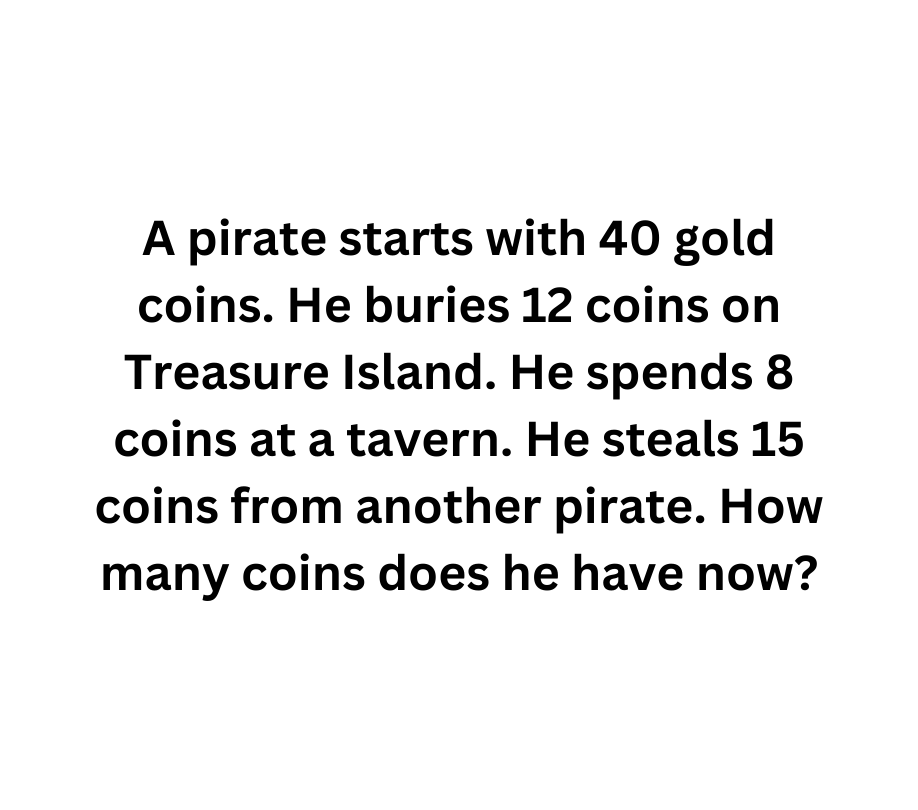 A pirate starts with 40 gold
coins. He buries 12 coins on
Treasure Island. He spends 8
coins at a tavern. He steals 15
coins from another pirate. How
many coins does he have now?